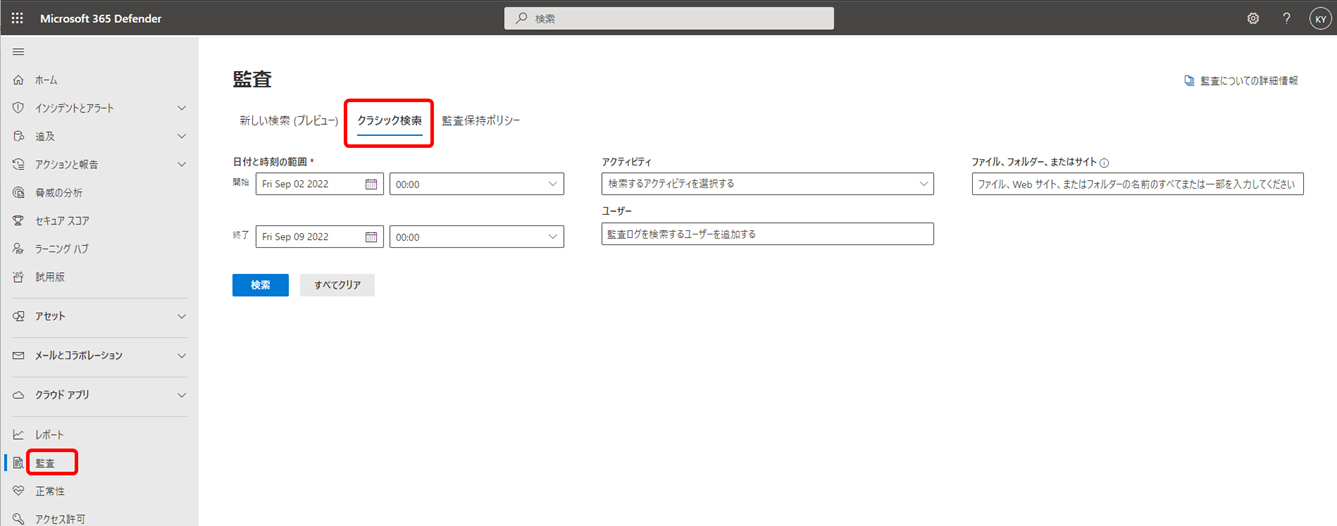 Microsoft 365 Defender
検索
?
KY
ホーム
インシデントとアラート
追及
アクションと報告
脅威の分析
セキュア スコア
ラーニング ハブ
試用版
アセット
メールとコラボレーション
クラウド アプリ
レポート
監査
正常性
アクセス許可
監査
監査についての詳細情報
新しい検索 (プレビュー)
クラシック検索
監査保持ポリシー
日付と時刻の範囲 *
開始
Fri Sep 02 2022
00:00
終了
Fri Sep 09 2022
00:00
アクティビティ
検索するアクティビティを選択する
ユーザー
監査ログを検索するユーザーを追加する
ファイル、フォルダー、またはサイト
ファイル、Web サイト、またはフォルダーの名前のすべてまたは一部を入力してください
検索
すべてクリア